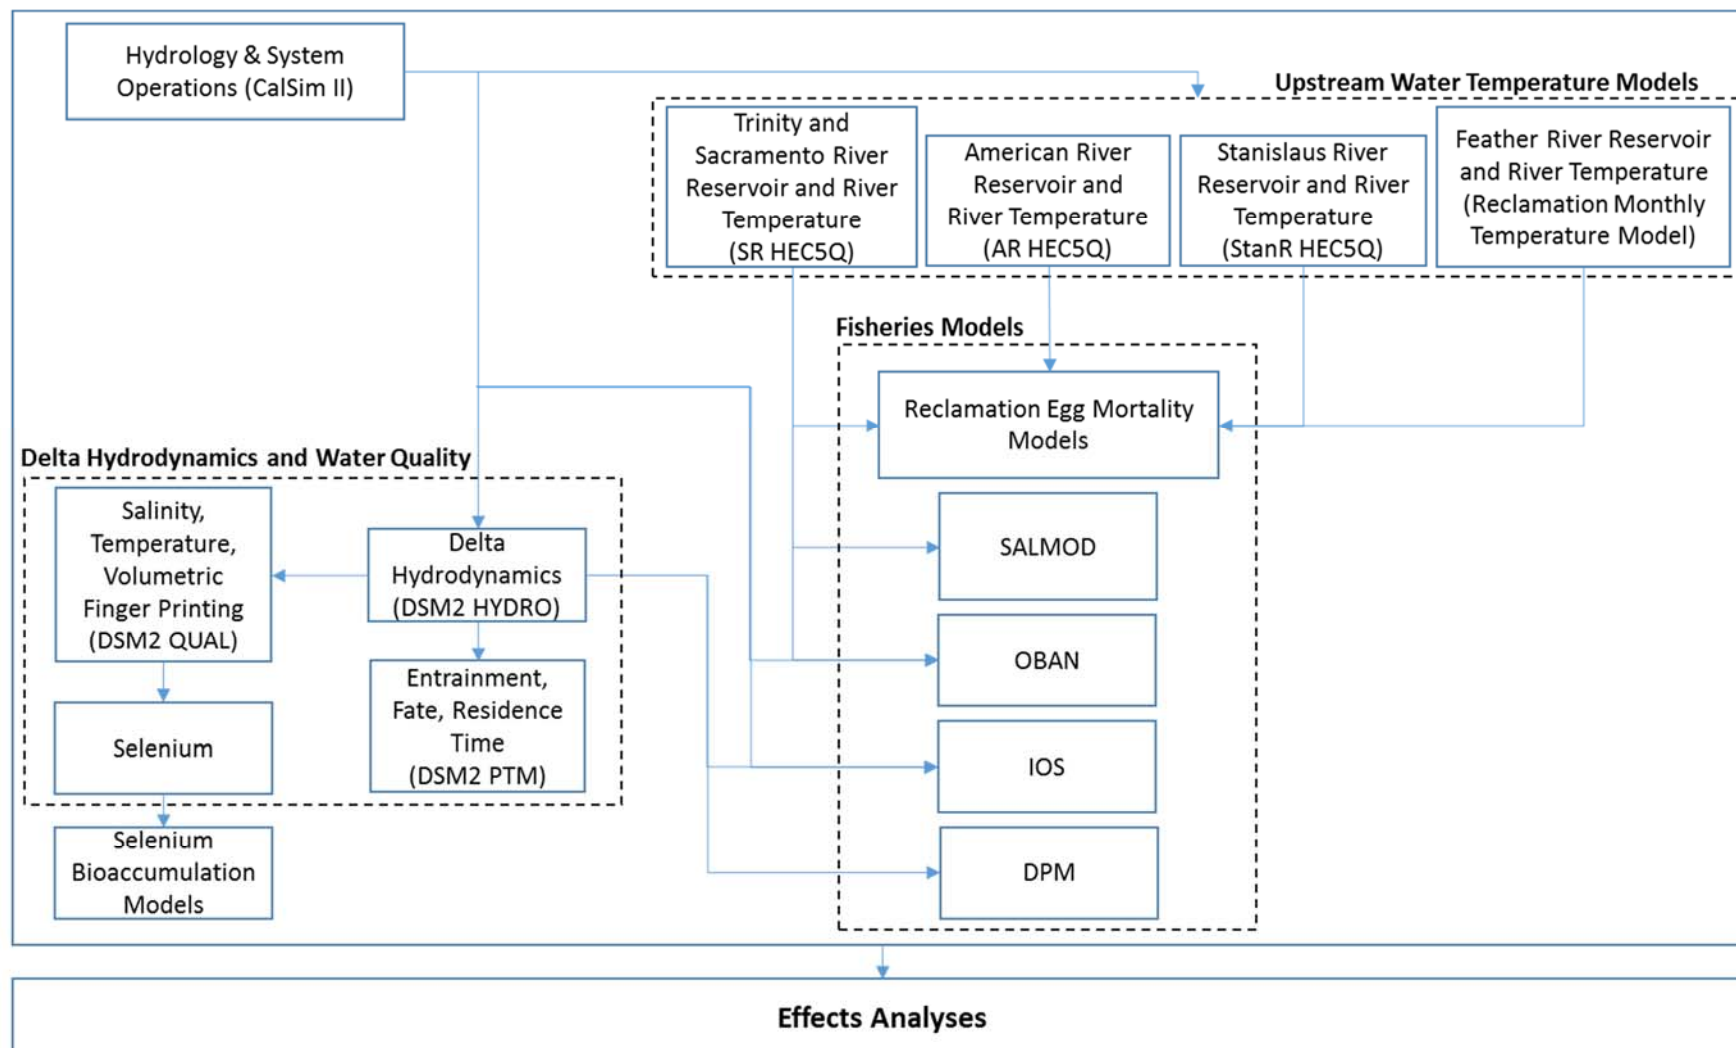 Hydrology & System
Operations (CalSim II)
Upstream Water Temperature Models
Trinity and
Sacramento River
Reservoir and River
Temperature
(SR HEC5Q)
American River
Reservoir and
River Temperature
(AR HEC5Q)
Stanislaus River
Reservoir and River
Temperature
(StanR HEC5Q)
Feather River Reservoir
and River Temperature
(Reclamation Monthly
Temperature Model)
Fisheries Models
Reclamation Egg Mortality
Models
SALMOD
OBAN
IOS
DPM
Delta Hydrodynamics and Water Quality
Salinity,
Temperature,
Volumetric
Finger Printing
(DSM2 QUAL)
Delta
Hydrodynamics
(DSM2 HYDRO)
Entrainment,
Fate, Residence
Time
(DSM2 PTM)
Selenium
Selenium
Bioaccumulation
Models
Effects Analyses